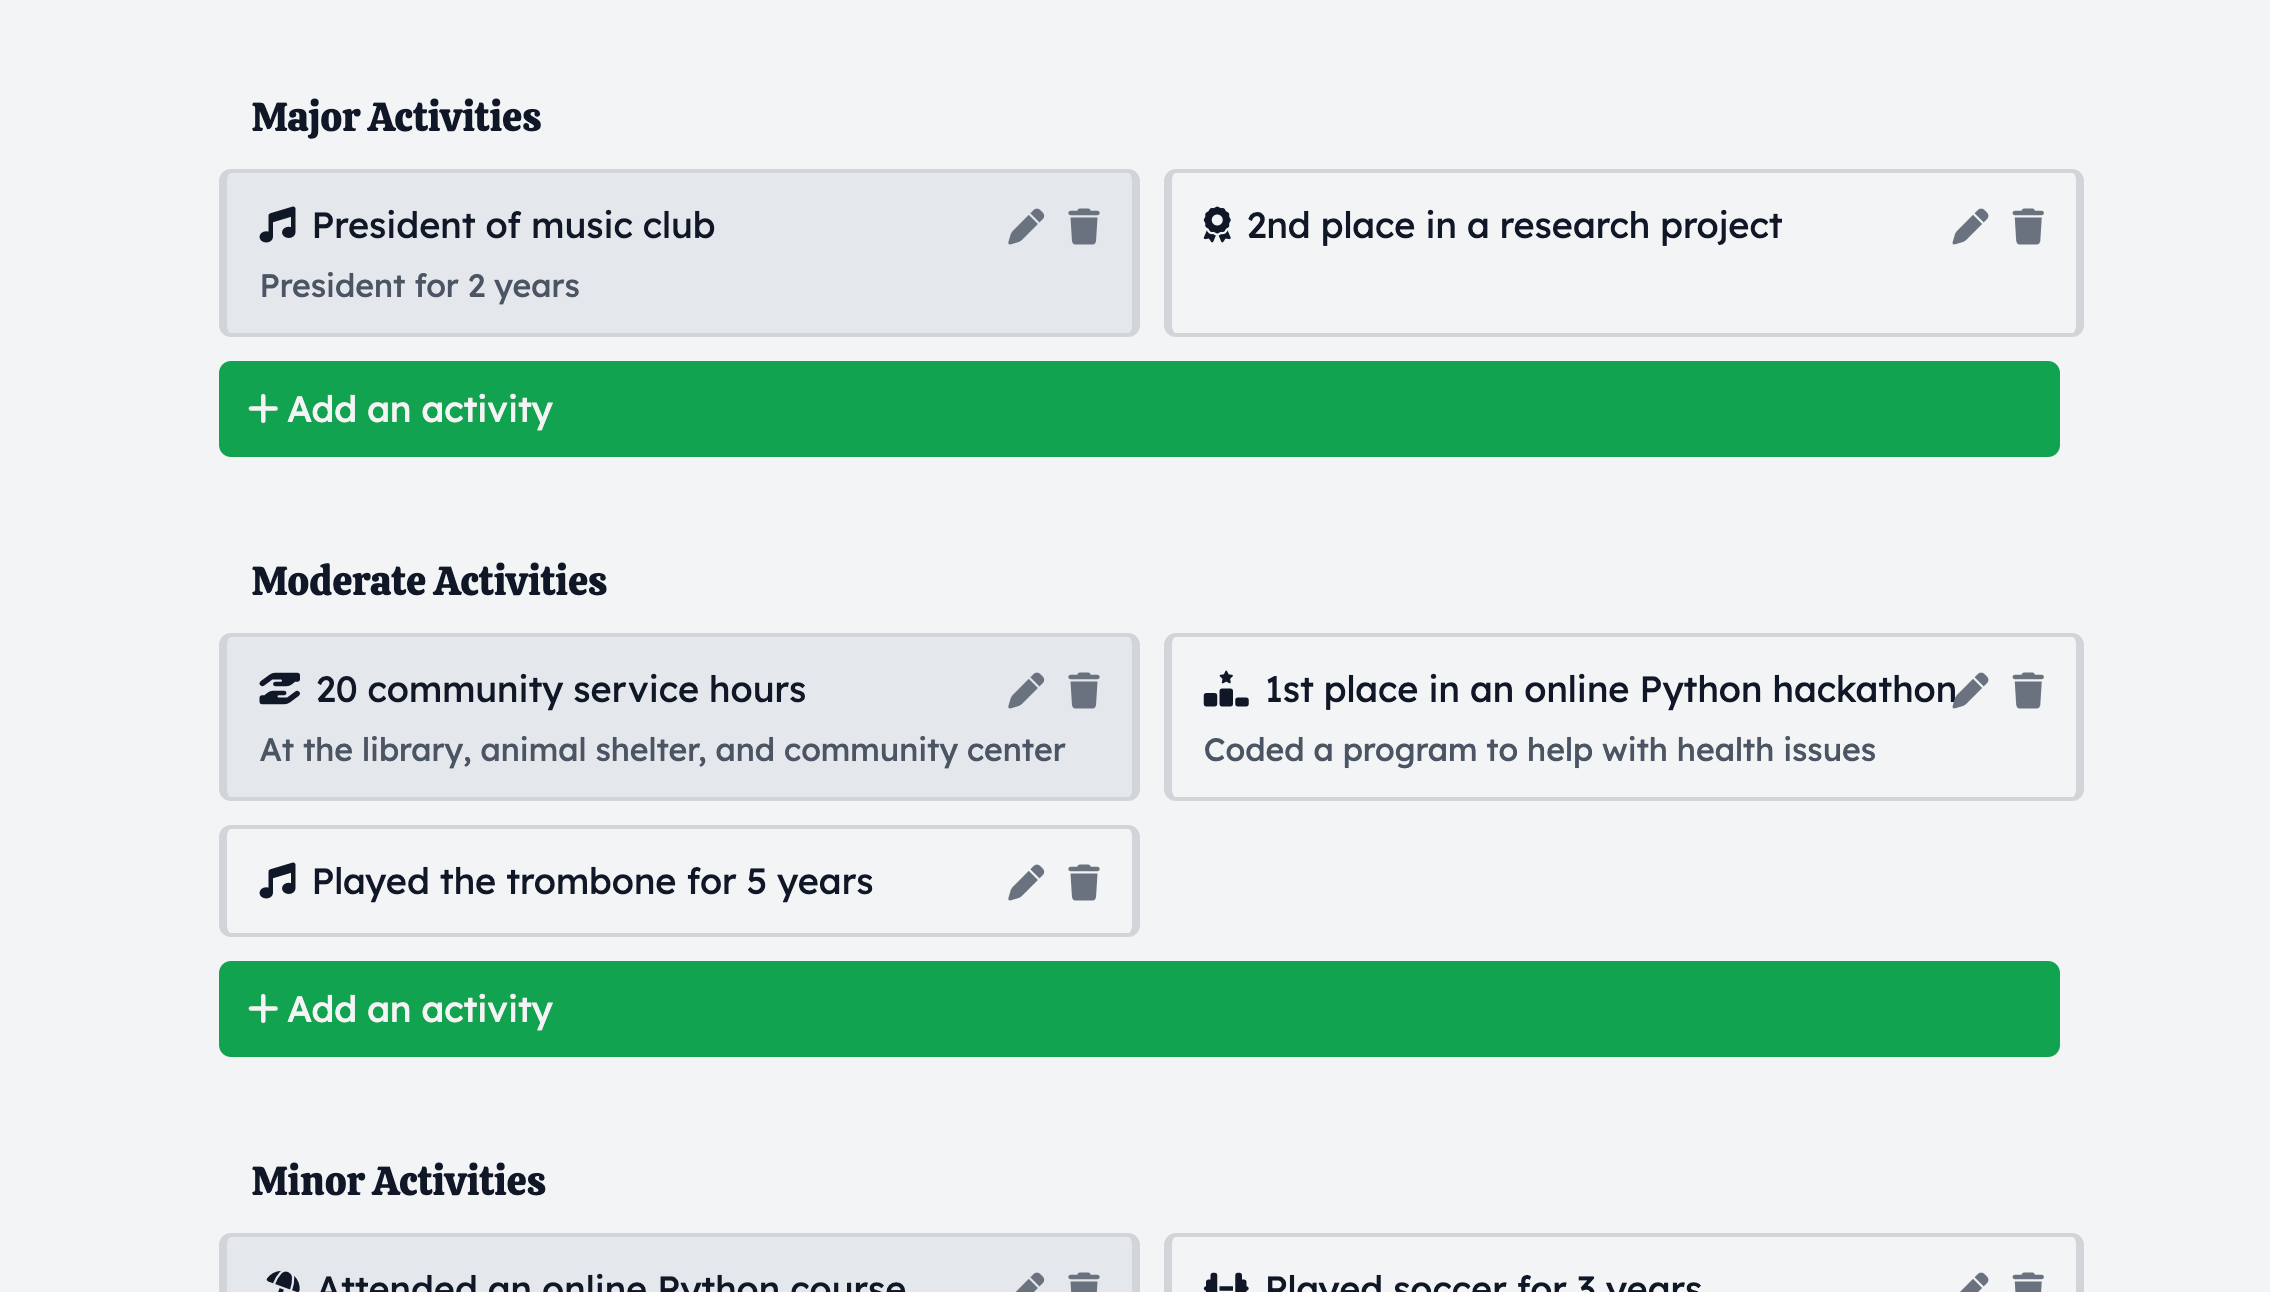 Major Activities
President of music club
President for 2 years
2nd place in a research project
+ Add an activity
Moderate Activities
20 community service hours
At the library, animal shelter, and community center
1st place in an online Python hackathon
Coded a program to help with health issues
Played the trombone for 5 years
+ Add an activity
Minor Activities
Attended an online Python course
Played soccer for 3 years